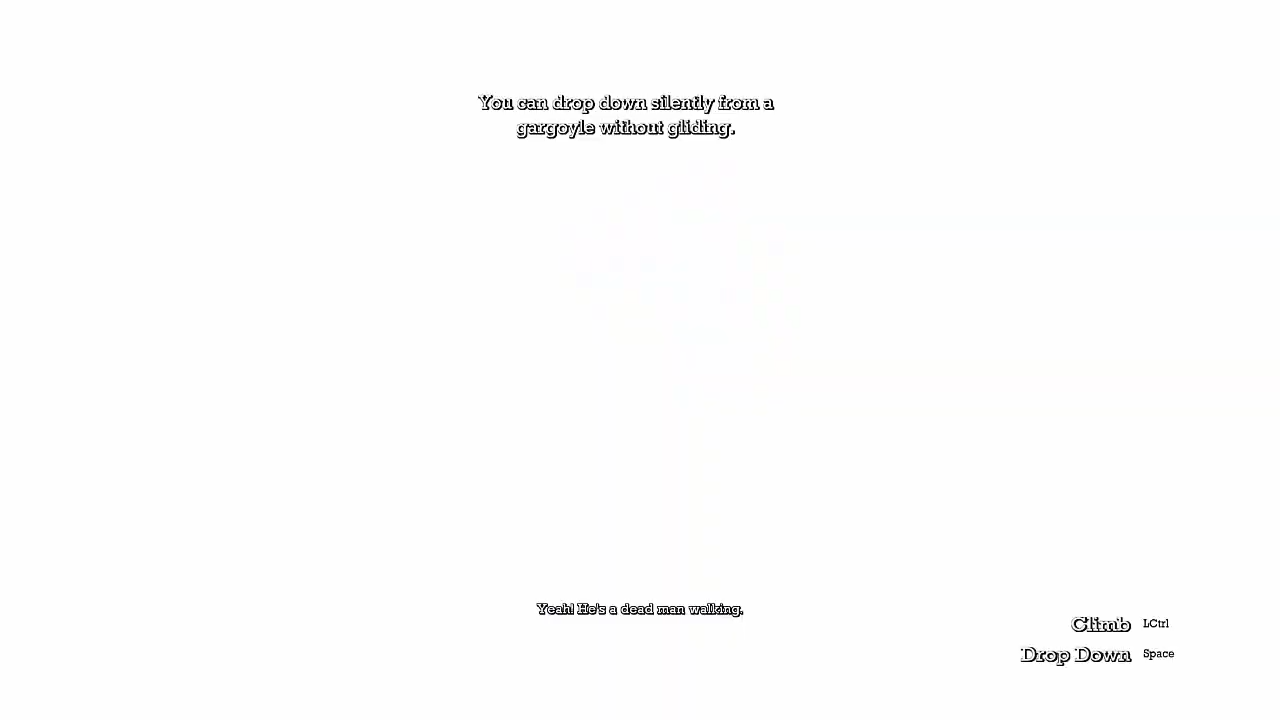 You can drop down silently from a
gargoyle without gliding.
Yeah! He's a dead man walking.
Climb LCtrl
Drop Down Space